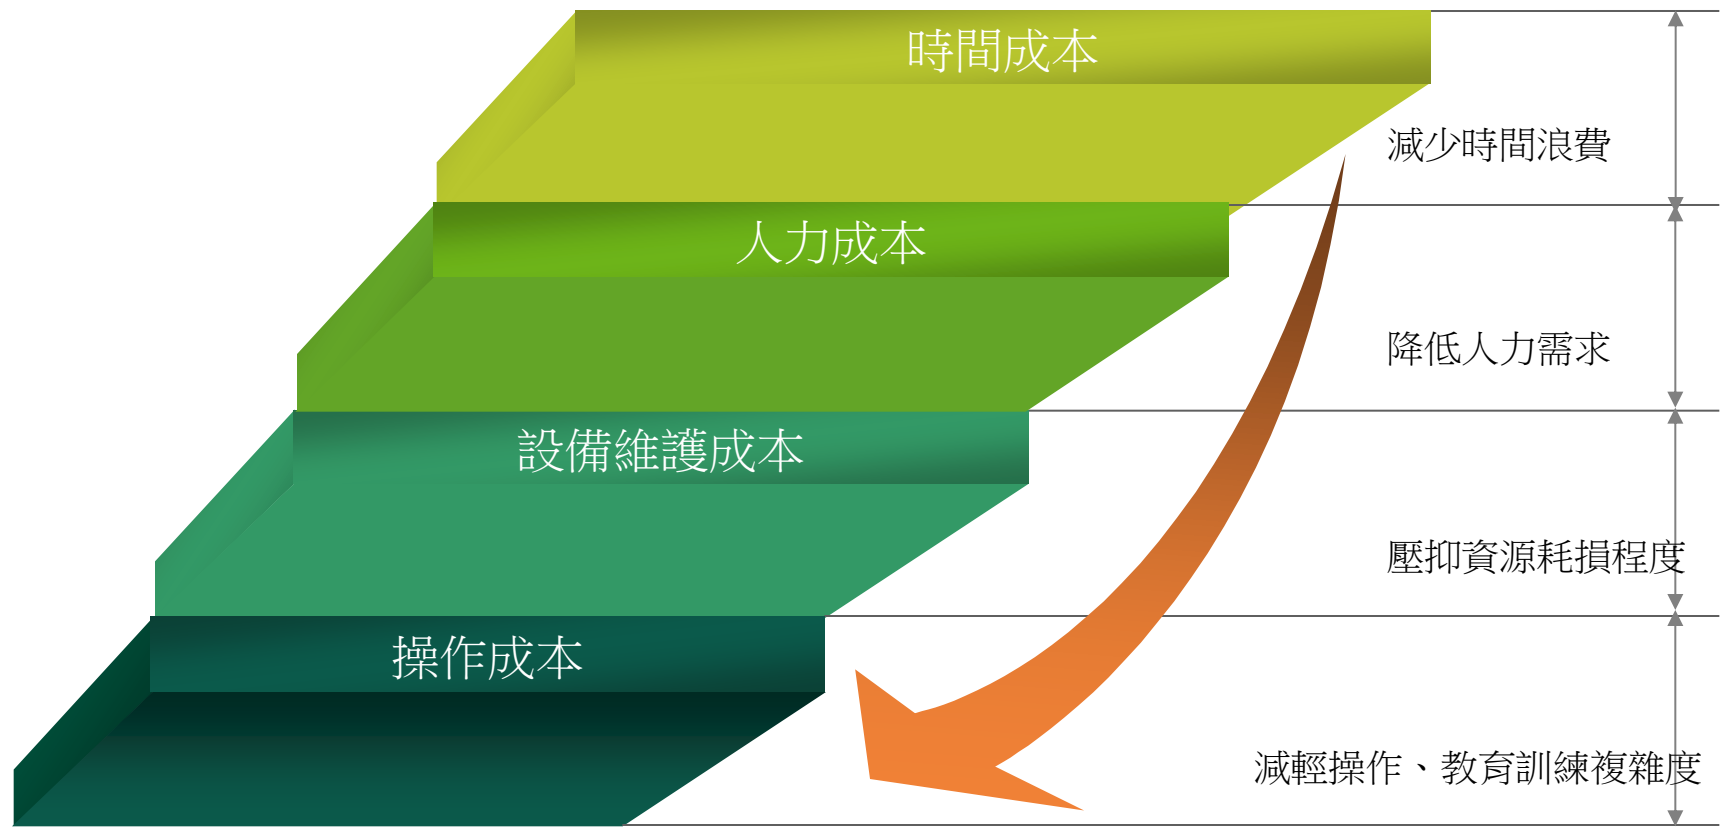 時間成本
減少時間浪費
人力成本
降低人力需求
設備維護成本
壓抑資源耗損程度
操作成本
減輕操作、教育訓練複雜度